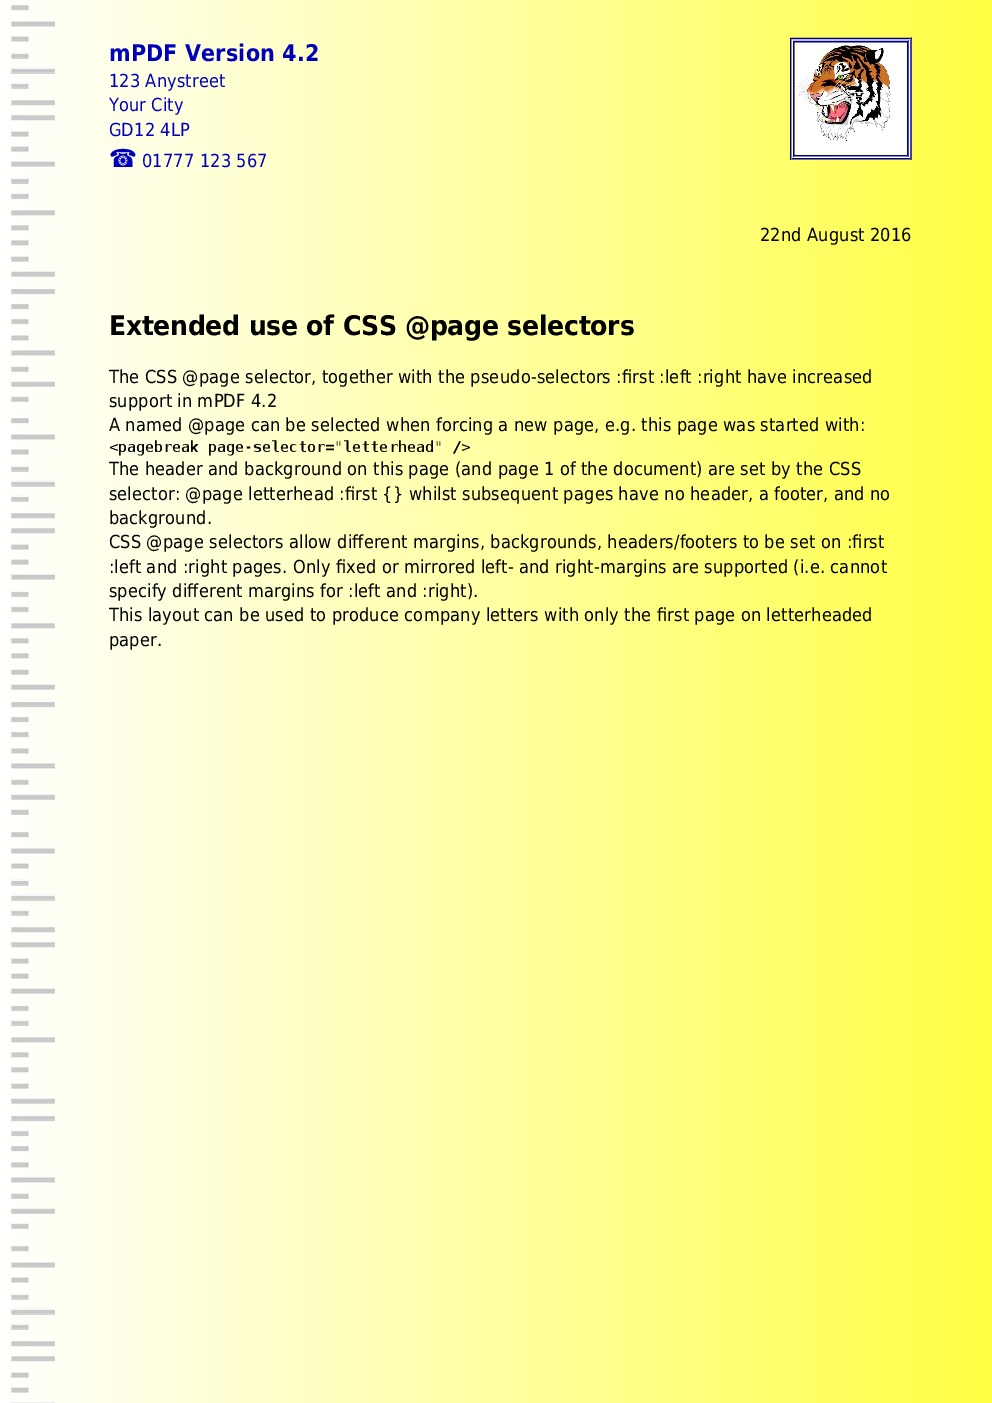 mPDF Version 4.2
123 Anystreet
Your City
GD12 4LP
☎ 01777 123 567
22nd August 2016
Extended use of CSS @page selectors
The CSS @page selector, together with the pseudo-selectors :first :left :right have increased
support in mPDF 4.2
A named @page can be selected when forcing a new page, e.g. this page was started with:
<pagebreak page-selector="letterhead" />
The header and background on this page (and page 1 of the document) are set by the CSS
selector: @page letterhead :first {} whilst subsequent pages have no header, a footer, and no
background.
CSS @page selectors allow different margins, backgrounds, headers/footers to be set on :first
:left and :right pages. Only fixed or mirrored left- and right-margins are supported (i.e. cannot
specify different margins for :left and :right).
This layout can be used to produce company letters with only the first page on letterheaded
paper.